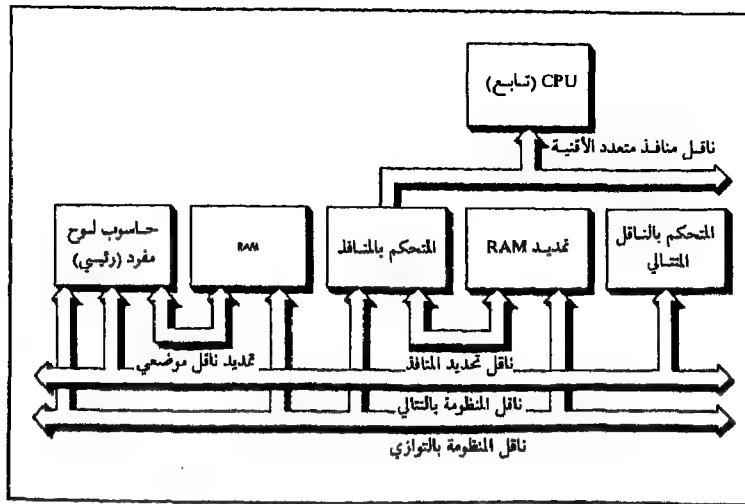 CPU (تابع)
ناقل منافذ متعدد الأقنية
حاسوب لوح
مفرد (رئيسي)
RAM
المتحكم بالمنافذ
تمديد RAM
المتحكم بالناقل
المتتالي
تمديد ناقل موضعي
ناقل تحديد المنافذ
ناقل المنظومة بالتتالي
ناقل المنظومة بالتوازي